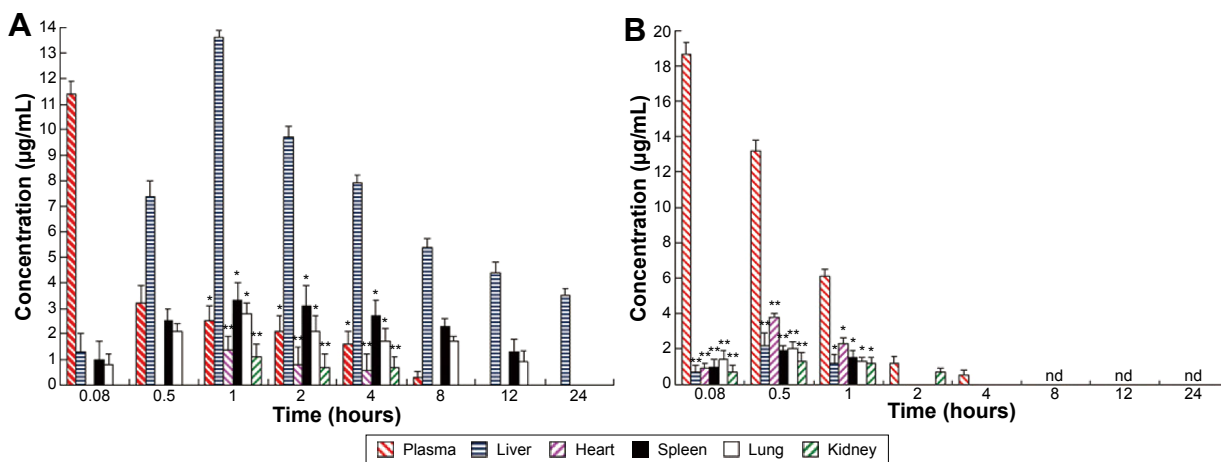 A
14
13
12
11
10
9
8
7
6
5
4
3
2
1
0
Concentration (µg/mL)
* ** * * **
* ** * * **
* ** * * **
0.08 0.5 1 2 4 8 12 24
Time (hours)
B
20
18
16
14
12
10
8
6
4
2
0
Concentration (µg/mL)
** ** ** * **
** ** ** ** **
* * * * *
nd nd nd
0.08 0.5 1 2 4 8 12 24
Time (hours)
Plasma Liver Heart Spleen Lung Kidney